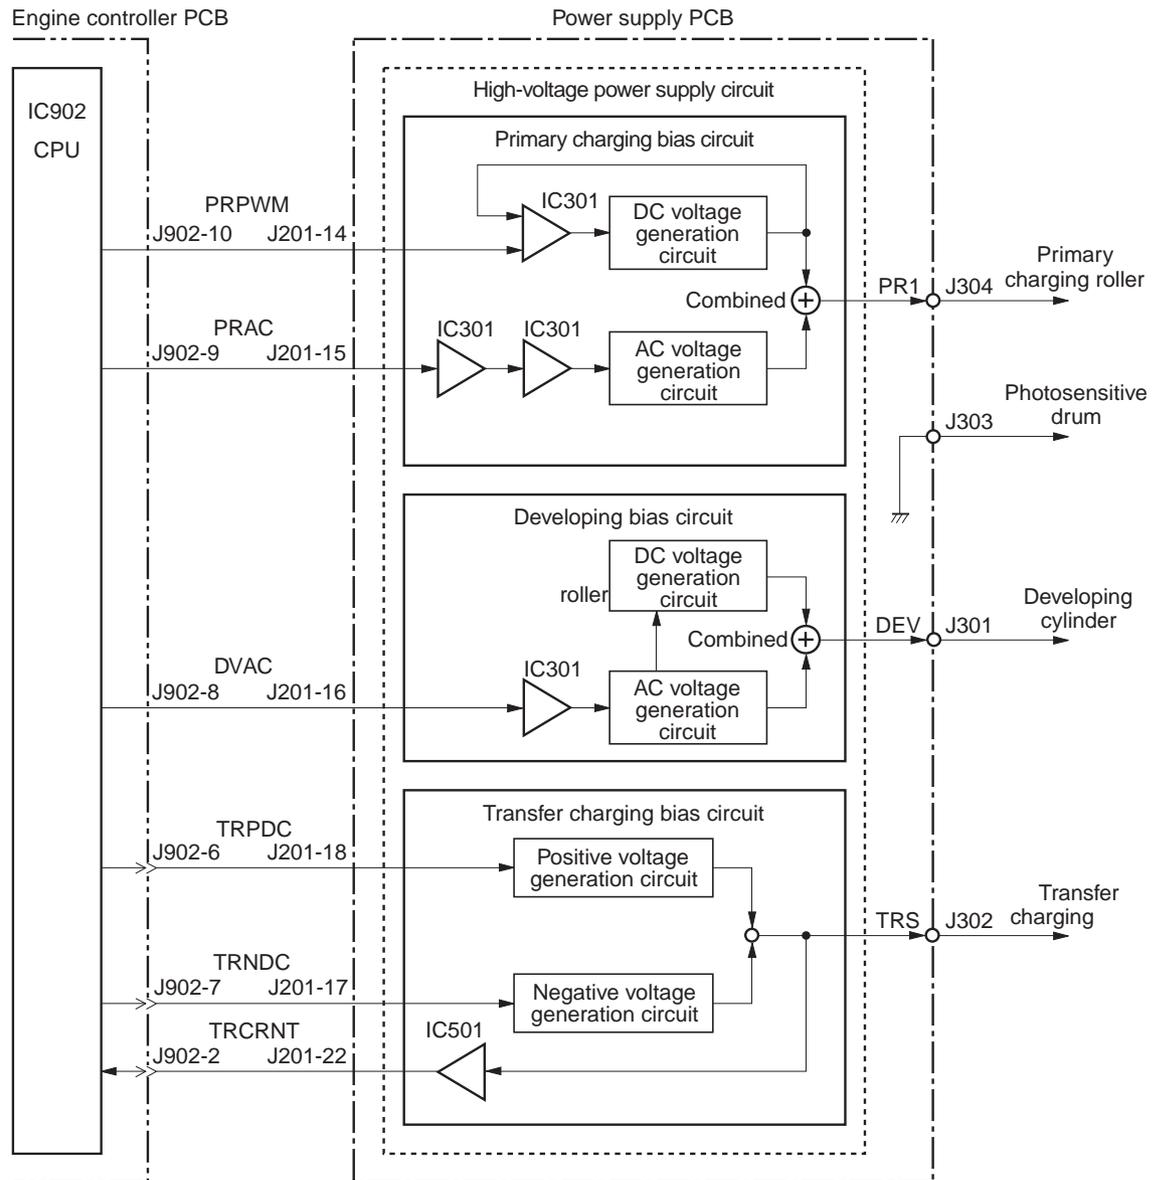 Engine controller PCB
Power supply PCB
IC902
CPU
High-voltage power supply circuit
Primary charging bias circuit
PRPWM
J902-10
J201-14
IC301
DC voltage
generation
circuit
Combined
PR1
J304
Primary
charging roller
PRAC
J902-9
J201-15
IC301
IC301
AC voltage
generation
circuit
J303
Photosensitive
drum
Developing bias circuit
roller
DC voltage
generation
circuit
Combined
DEV
J301
Developing
cylinder
DVAC
J902-8
J201-16
IC301
AC voltage
generation
circuit
Transfer charging bias circuit
TRPDC
J902-6
J201-18
Positive voltage
generation circuit
TRS
J302
Transfer
charging
TRNDC
J902-7
J201-17
Negative voltage
generation circuit
TRCRNT
J902-2
J201-22
IC501